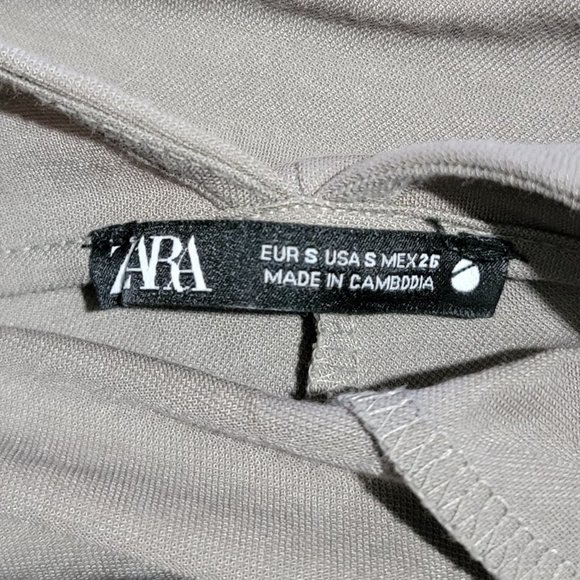 ZARA
EUR S USA S MEX 26
MADE IN CAMBODIA